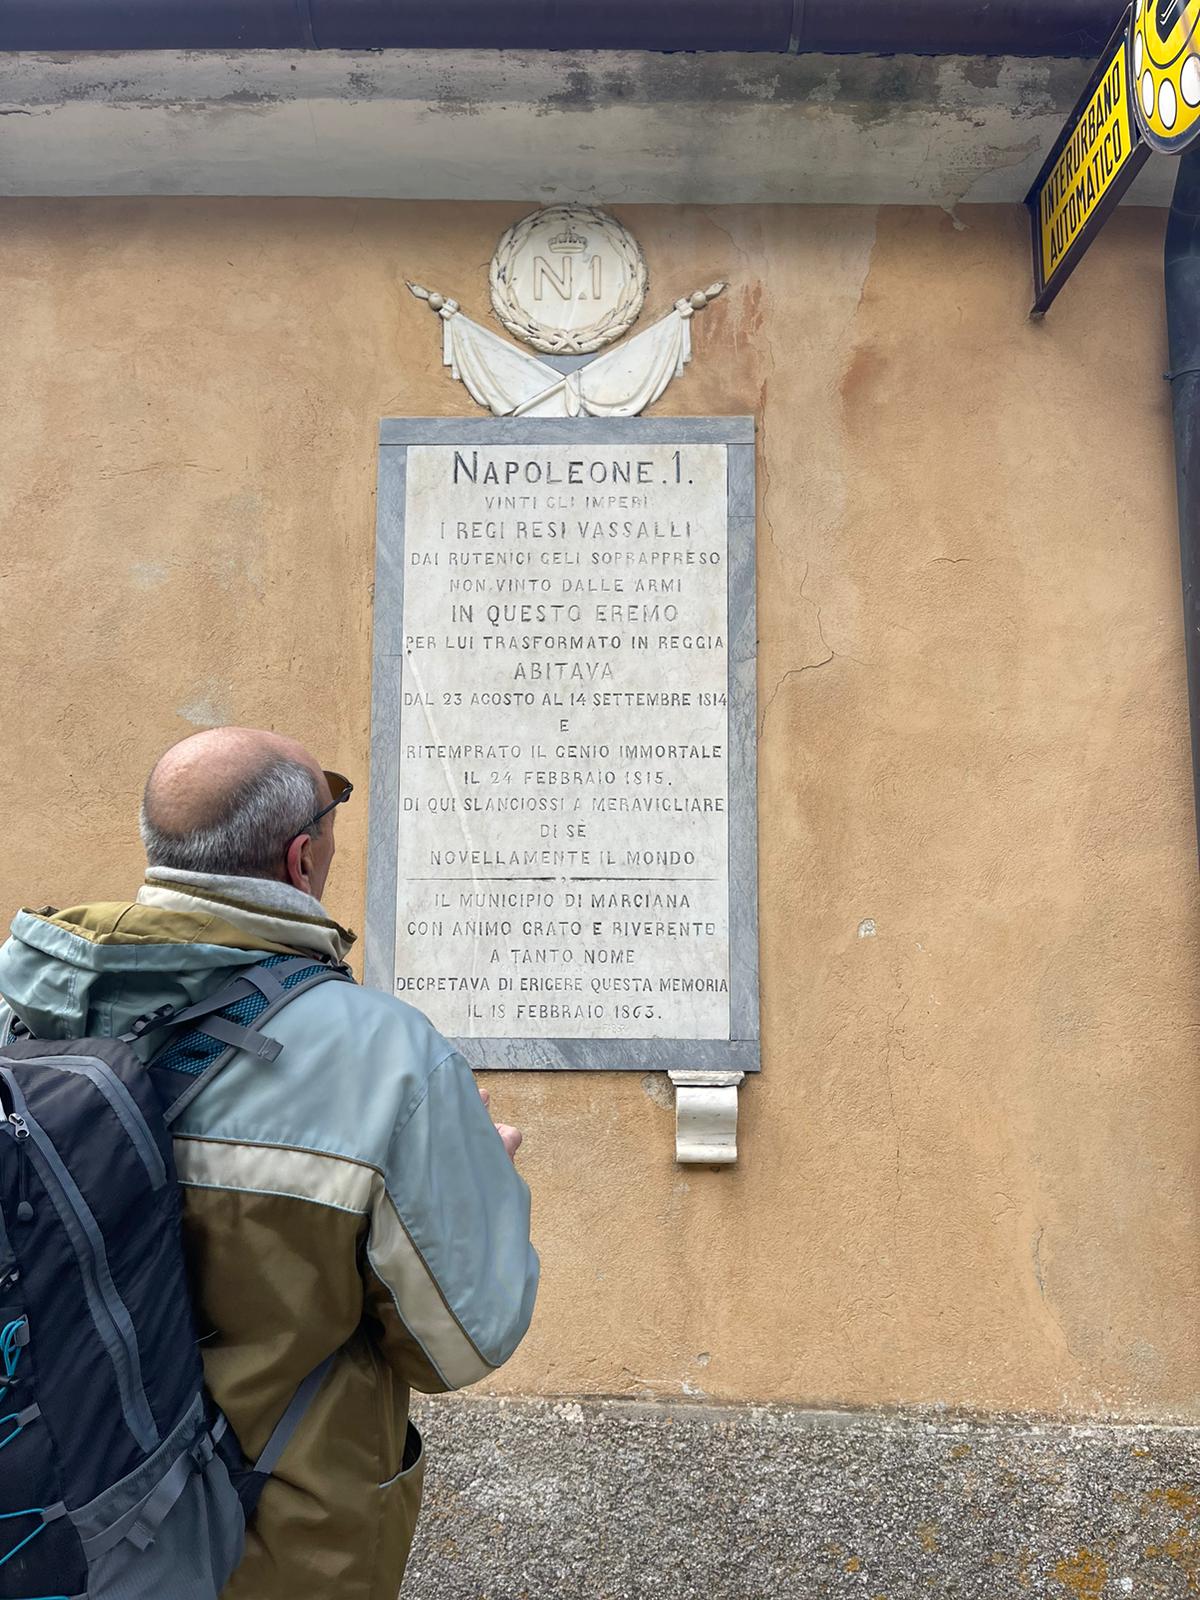 INTERURBANO
AUTOMATICO
N.1
NAPOLEONE.1.
VINTI GLI IMPERI
I REGI RESI VASSALLI
DAI RUTENICI GELI SOPRAPPRESO
NON VINTO DALLE ARMI
IN QUESTO EREMO
PER LUI TRASFORMATO IN REGGIA
ABITAVA
DAL 23 AGOSTO AL 14 SETTEMBRE 1814
E
RITEMPRATO IL GENIO IMMORTALE
IL 24 FEBBRAIO 1815.
DI QUI SLANCIOSSI A MERAVIGLIARE
DI SÈ
NOVELLAMENTE IL MONDO
IL MUNICIPIO DI MARCIANA
CON ANIMO GRATO E RIVERENTE
A TANTO NOME
DECRETAVA DI ERIGERE QUESTA MEMORIA
IL 18 FEBBRAIO 1863.